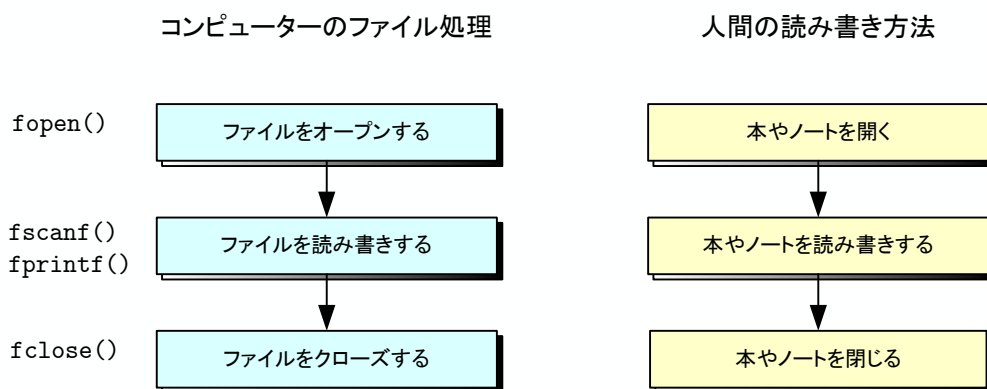 コンピューターのファイル処理
人間の読み書き方法
fopen()
ファイルをオープンする
本やノートを開く
fscanf()
fprintf()
ファイルを読み書きする
本やノートを読み書きする
fclose()
ファイルをクローズする
本やノートを閉じる